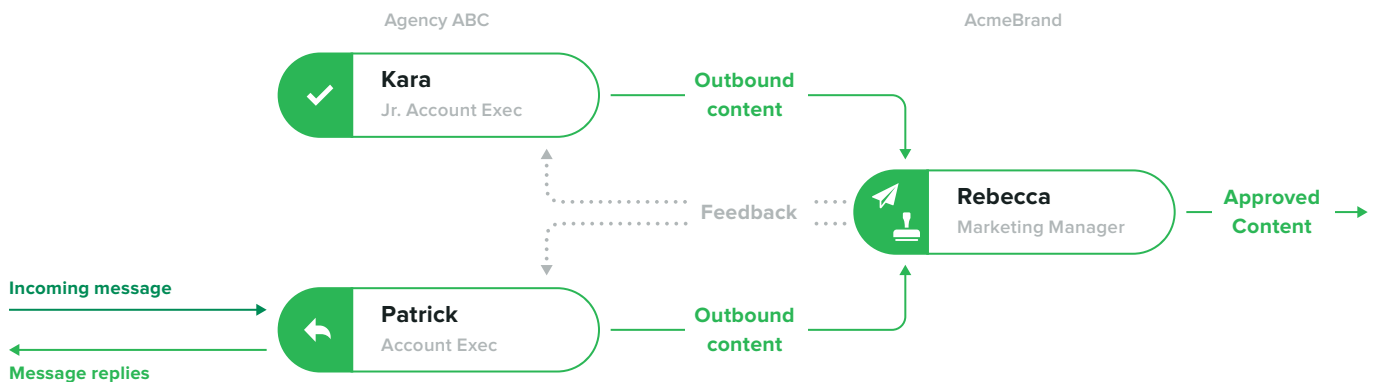 Agency ABC
AcmeBrand
Kara
Jr. Account Exec
Outbound
content
Feedback
Rebecca
Marketing Manager
Approved
Content
Incoming message
Patrick
Account Exec
Outbound
content
Message replies